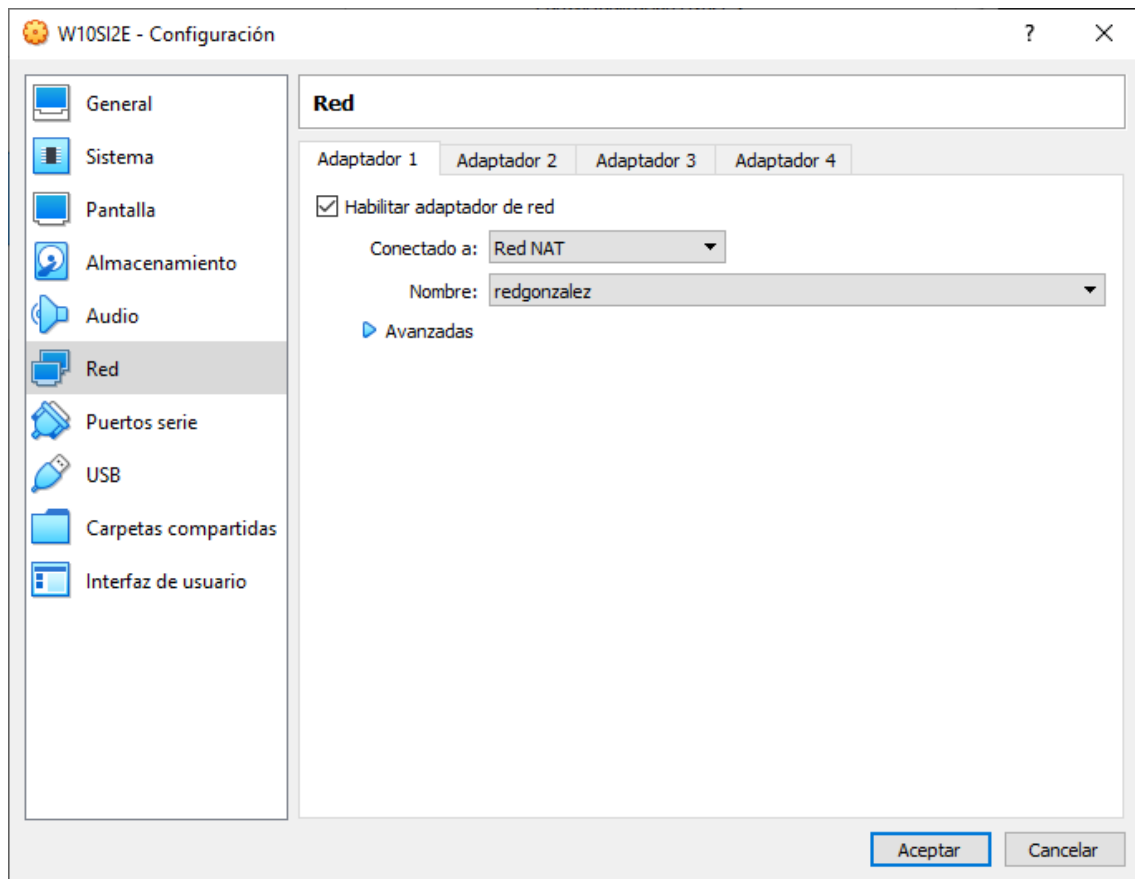 W10SI2E - Configuración
?
General
Sistema
Pantalla
Almacenamiento
Audio
Red
Puertos serie
USB
Carpetas compartidas
Interfaz de usuario
Red
Adaptador 1 Adaptador 2 Adaptador 3 Adaptador 4
Habilitar adaptador de red
Conectado a: Red NAT
Nombre: redgonzalez
Avanzadas
Aceptar Cancelar